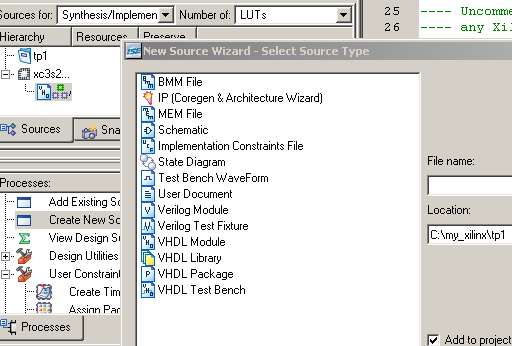 Sources for: Synthesis/Implemen Number of: LUTs
Hierarchy Resources Preserve
tp1
xc3s2...
Sources
Processes:
Add Existing
Create New
View Design
Design Utilities
User Constrain
Create Tim
Assign
Processes
25 ---- Uncomme
26 ---- any Xil
New Source Wizard - Select Source Type
BMM File
IP (Coregen & Architecture Wizard)
MEM File
Schematic
Implementation Constraints File
State Diagram
Test Bench WaveForm
User Document
Verilog Module
Verilog Test Fixture
VHDL Module
VHDL Library
VHDL Package
VHDL Test Bench
File name:
Location:
C:\my_xilinx\tp1
Add to project